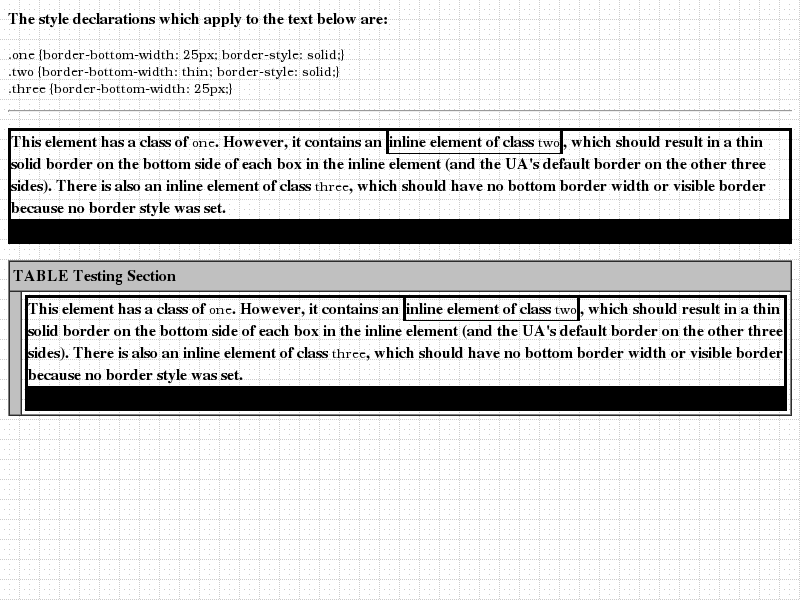 The style declarations which apply to the text below are:
.one {border-bottom-width: 25px; border-style: solid;}
.two {border-bottom-width: thin; border-style: solid;}
.three {border-bottom-width: 25px;}
This element has a class of one. However, it contains an inline element of class two, which should result in a thin
solid border on the bottom side of each box in the inline element (and the UA's default border on the other three
sides). There is also an inline element of class three, which should have no bottom border width or visible border
because no border style was set.
TABLE Testing Section
This element has a class of one. However, it contains an inline element of class two, which should result in a thin
solid border on the bottom side of each box in the inline element (and the UA's default border on the other three
sides). There is also an inline element of class three, which should have no bottom border width or visible border
because no border style was set.